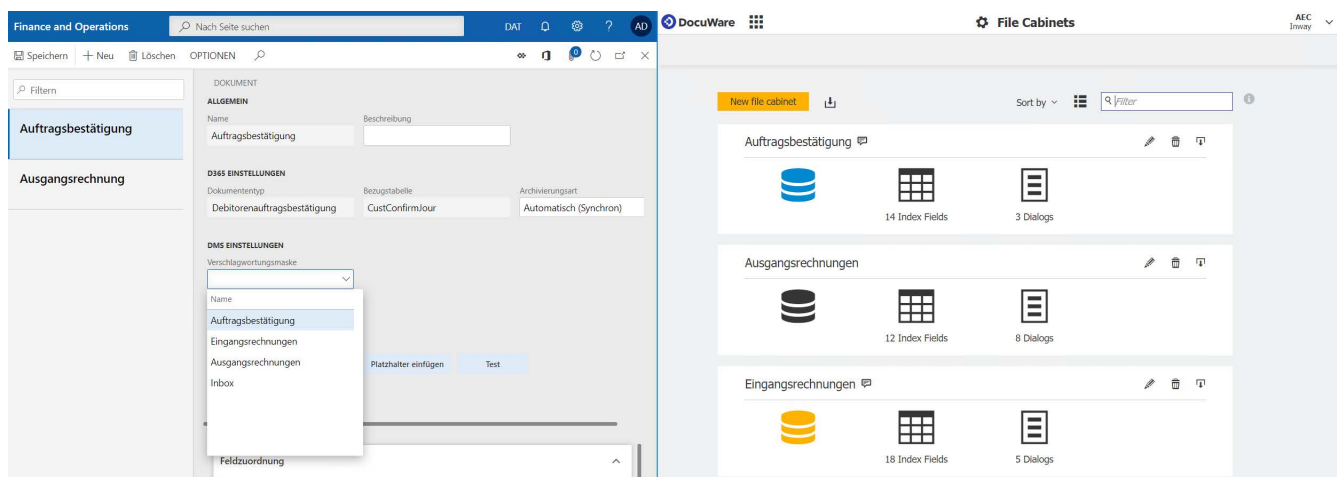 Finance and Operations
Nach Seite suchen
DAT
?
AD
Speichern
Neu
Löschen
OPTIONEN
0
Filtern
Auftragsbestätigung
Ausgangsrechnung
DOKUMENT
ALLGEMEIN
Name Beschreibung
Auftragsbestätigung
D365 EINSTELLUNGEN
Dokumententyp Bezugstabelle Archivierungsart
Debitorenauftragsbestätigung CustConfirmJour Automatisch (Synchron)
DMS EINSTELLUNGEN
Verschlagwortungsmaske
Name
Auftragsbestätigung
Eingangsrechnungen
Ausgangsrechnungen
Inbox
Platzhalter einfügen Test
Feldzuordnung
DocuWare
File Cabinets
AEC
Inway
New file cabinet
Sort by
Filter
Auftragsbestätigung
14 Index Fields 3 Dialogs
Ausgangsrechnungen
12 Index Fields 8 Dialogs
Eingangsrechnungen
18 Index Fields 5 Dialogs